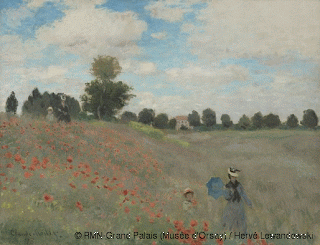 © RMN-Grand Palais (Musée d'Orsay) / Hervé Lewandowski